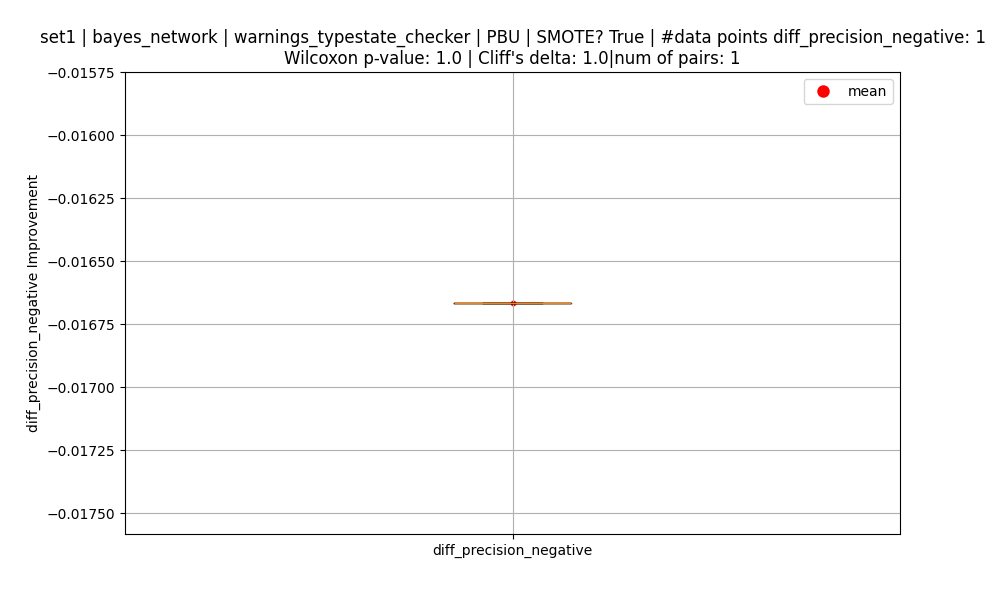 set1 | bayes_network | warnings_typestate_checker | PBU | SMOTE? True | #data points diff_precision_negative: 1
Wilcoxon p-value: 1.0 | Cliff's delta: 1.0|num of pairs: 1
mean
diff_precision_negative Improvement
−0.01575
−0.01600
−0.01625
−0.01650
−0.01675
−0.01700
−0.01725
−0.01750
diff_precision_negative